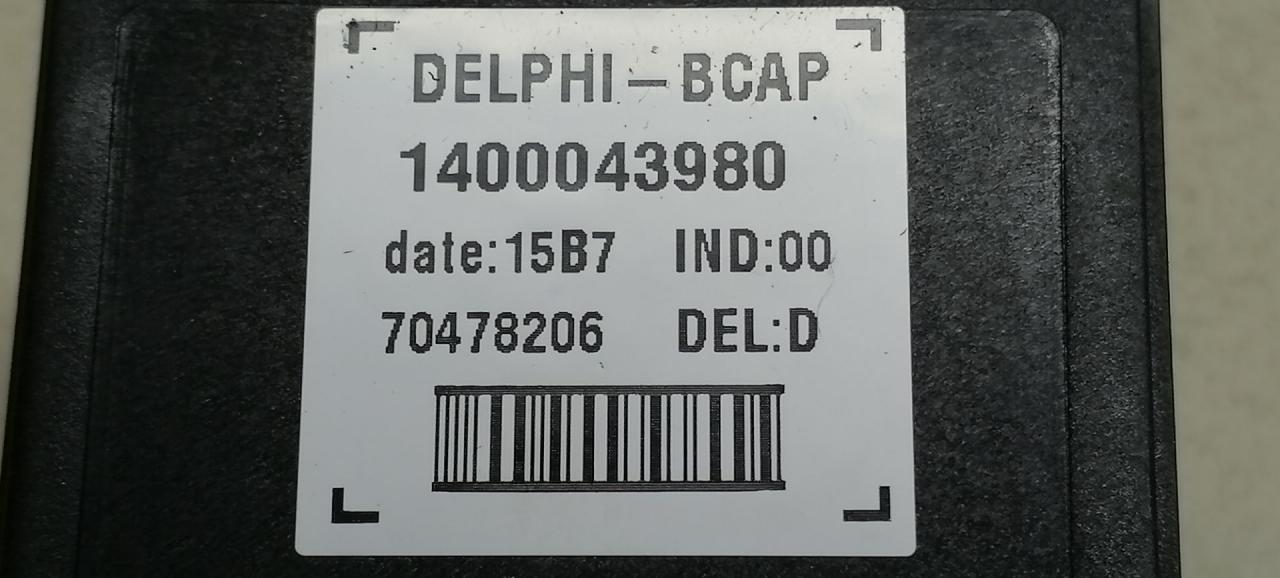 DELPHI-BCAP
1400043980
date:15B7 IND:00
70478206 DEL:D